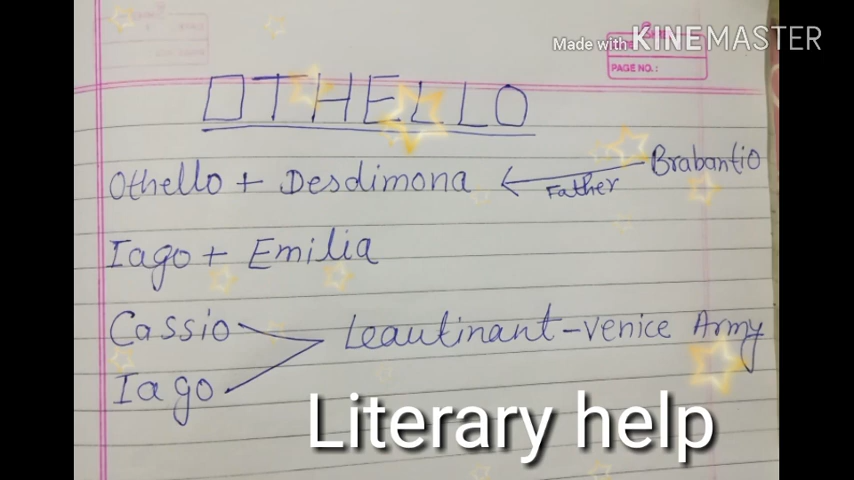 Made with KINEMASTER
PAGE NO.:
OTHELLO
Othello + Desdimona Father Brabantio
Iago + Emilia
Cassio
Iago
Leautinant-Venice Army
Literary help